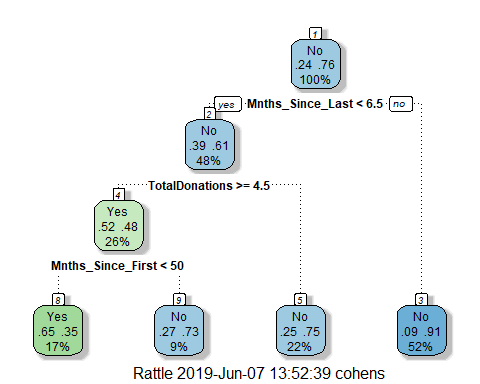 1
No
.24 .76
100%
yes Mnths_Since_Last < 6.5 no
2
No
.39 .61
48%
TotalDonations >= 4.5
4
Yes
.52 .48
26%
Mnths_Since_First < 50
8
Yes
.65 .35
17%
9
No
.27 .73
9%
5
No
.25 .75
22%
3
No
.09 .91
52%
Rattle 2019-Jun-07 13:52:39 cohens